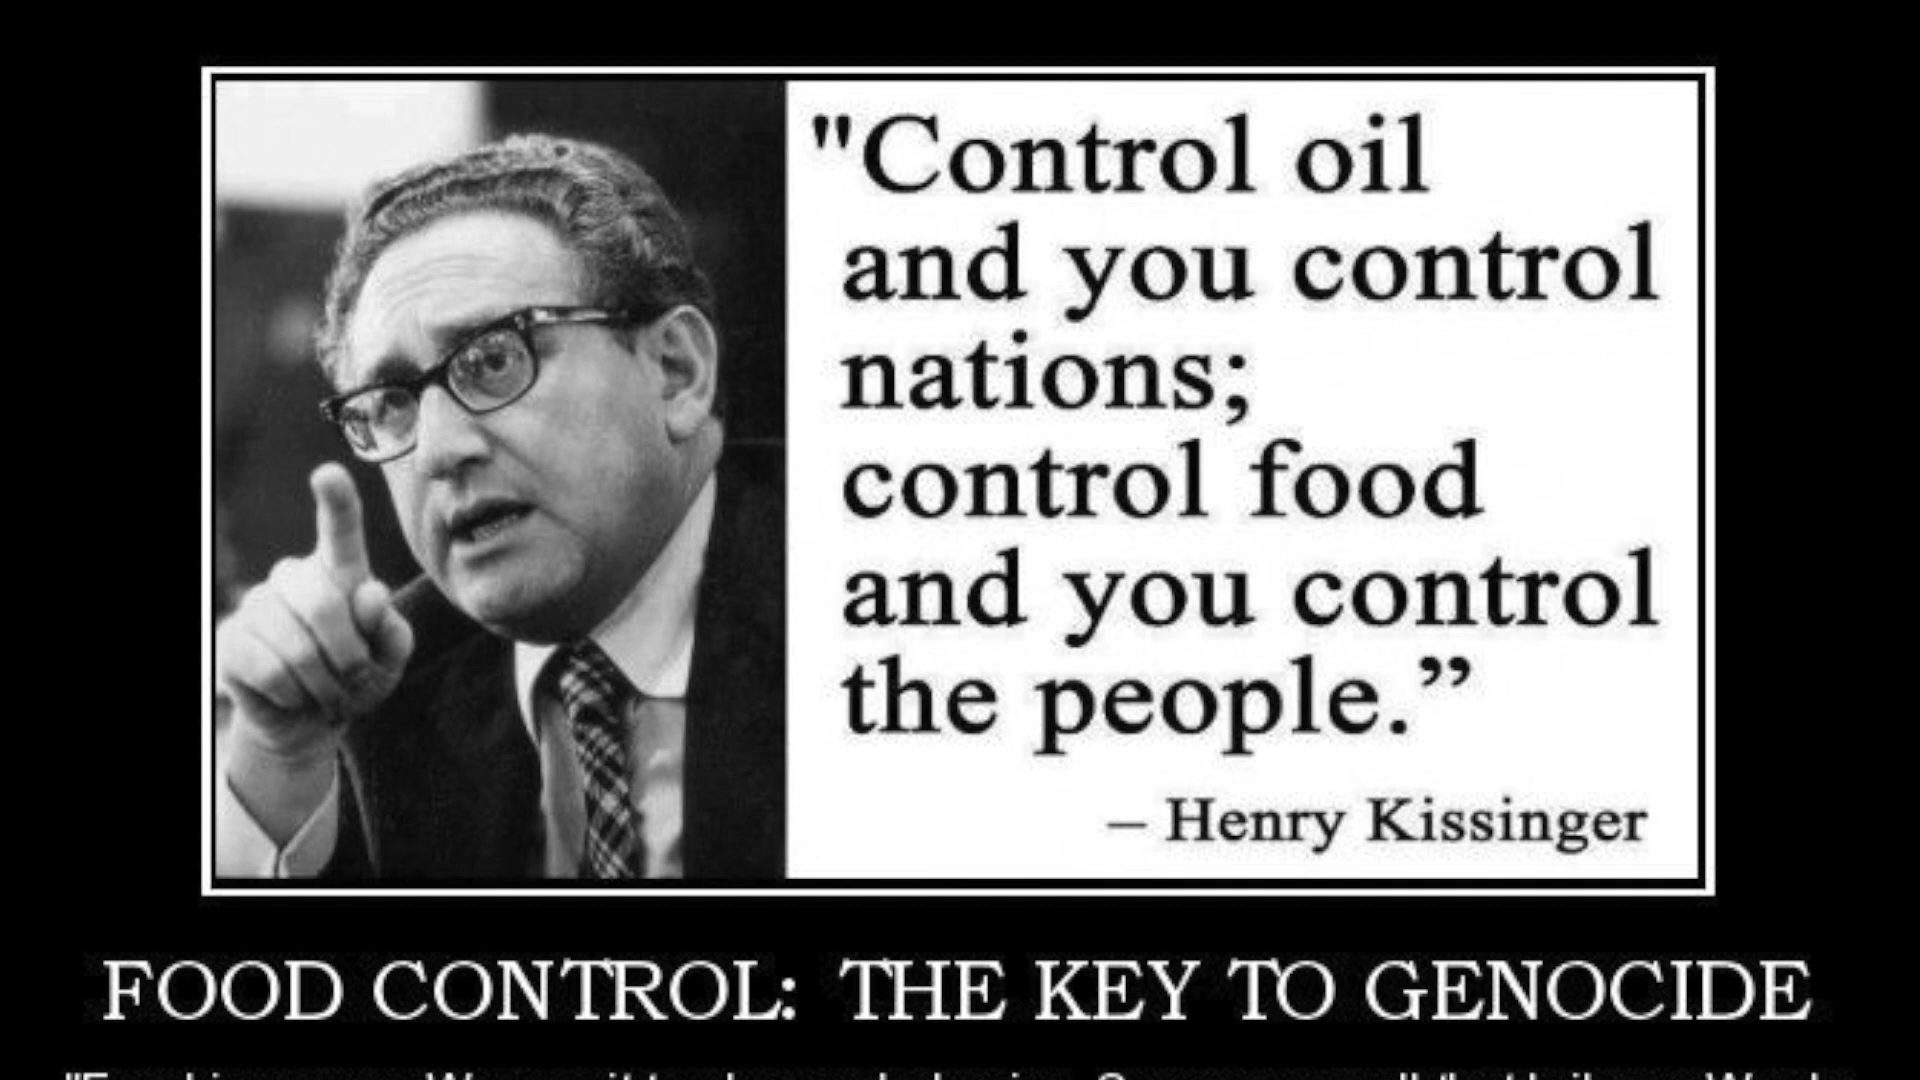 "Control oil
and you control
nations;
control food
and you control
the people.”
– Henry Kissinger
FOOD CONTROL: THE KEY TO GENOCIDE